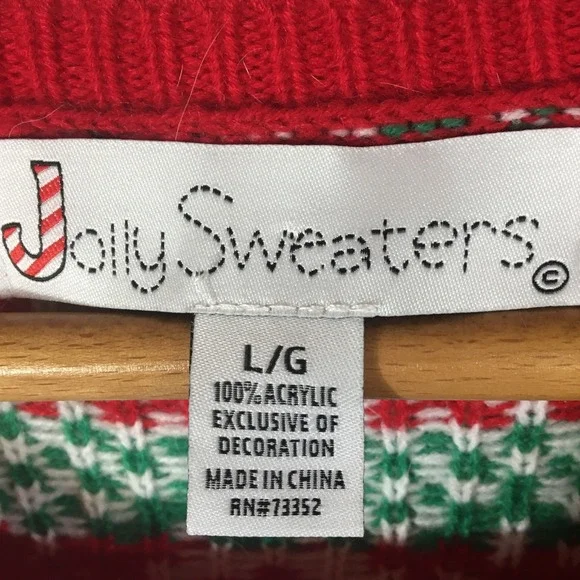 Jolly Sweaters ©
L/G
100% ACRYLIC
EXCLUSIVE OF
DECORATION
MADE IN CHINA
RN#73352